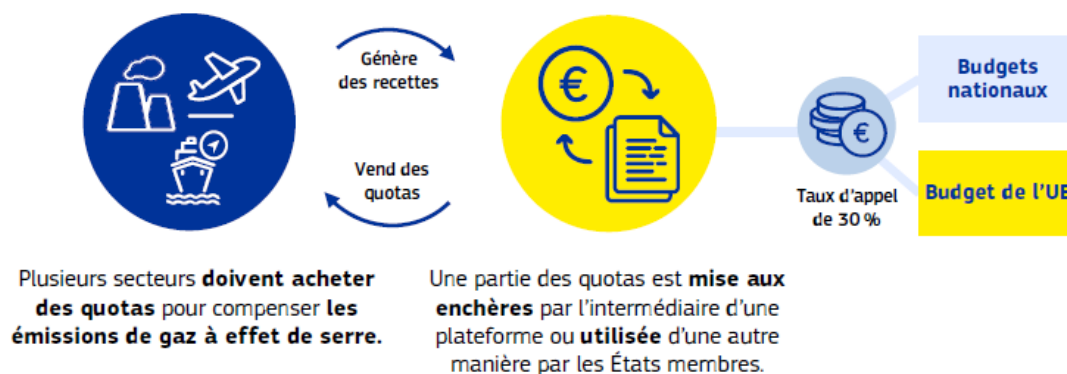 Génère
des recettes
Vend des
quotas
Budgets
nationaux
Taux d'appel
de 30 %
Budget de l'UE
Plusieurs secteurs doivent acheter
des quotas pour compenser les
émissions de gaz à effet de serre.
Une partie des quotas est mise aux
enchères par l'intermédiaire d'une
plateforme ou utilisée d'une autre
manière par les États membres.